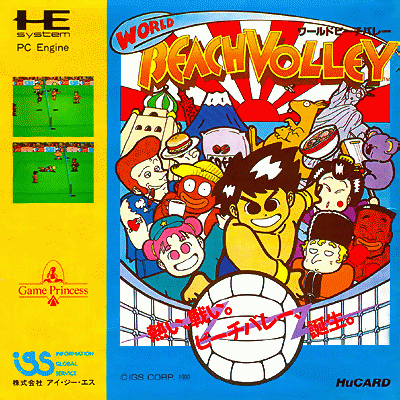 HE
system
PC Engine
WORLD
ワールドビーチバレー
BEACH VOLLEY
TM
Game Princess
熱い戦い。
ビーチバレー、
誕生。
igs
INFORMATION
GLOBAL
SERVICE
株式会社 アイ・ジー・エス
©IGS CORP. 1990
HuCARD